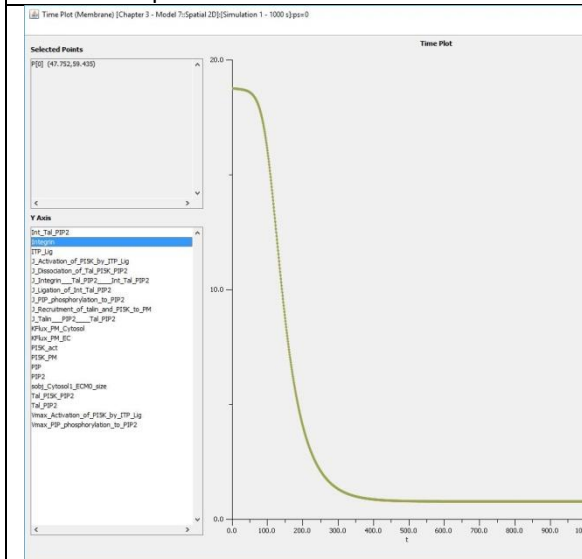 Time Plot (Membrane) [Chapter 3 - Model 7::Spatial 2D]:[Simulation 1 - 1000 s]:ps=0
Selected Points
P[0] (47.752,59.435)
Y Axis
Int_Tal_PIP2
Integrin
ITP_Lig
J_Activation_of_PI5K_by_ITP_Lig
J_Dissociation_of_Tal_PI5K_PIP2
J_Integrin___Tal_PIP2____Int_Tal_PIP2
J_Ligation_of_Int_Tal_PIP2
J_PIP_phosphorylation_to_PIP2
J_Recruitment_of_talin_and_PI5K_to_PM
J_Talin___PIP2____Tal_PIP2
KFlux_PM_Cytosol
KFlux_PM_EC
PI5K_act
PI5K_PM
PIP
PIP2
sobj_Cytosol1_ECM0_size
Tal_PI5K_PIP2
Tal_PIP2
Vmax_Activation_of_PI5K_by_ITP_Lig
Vmax_PIP_phosphorylation_to_PIP2
Time Plot
20.0
10.0
0.0
0.0 100.0 200.0 300.0 400.0 500.0 600.0 700.0 800.0 900.0
t